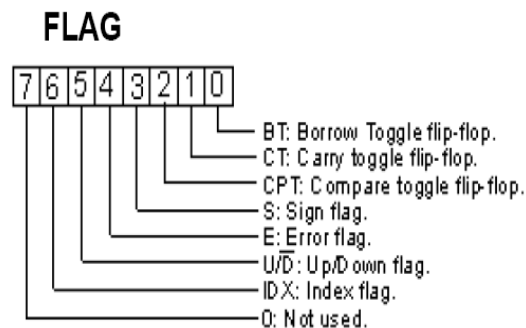 FLAG
7 6 5 4 3 2 1 0
BT: Borrow Toggle flip-flop.
CT: Carry toggle flip-flop.
CPT: Compare toggle flip-flop.
S: Sign flag.
E: Error flag.
U/D̅: Up/Down flag.
IDX: Index flag.
0: Not used.